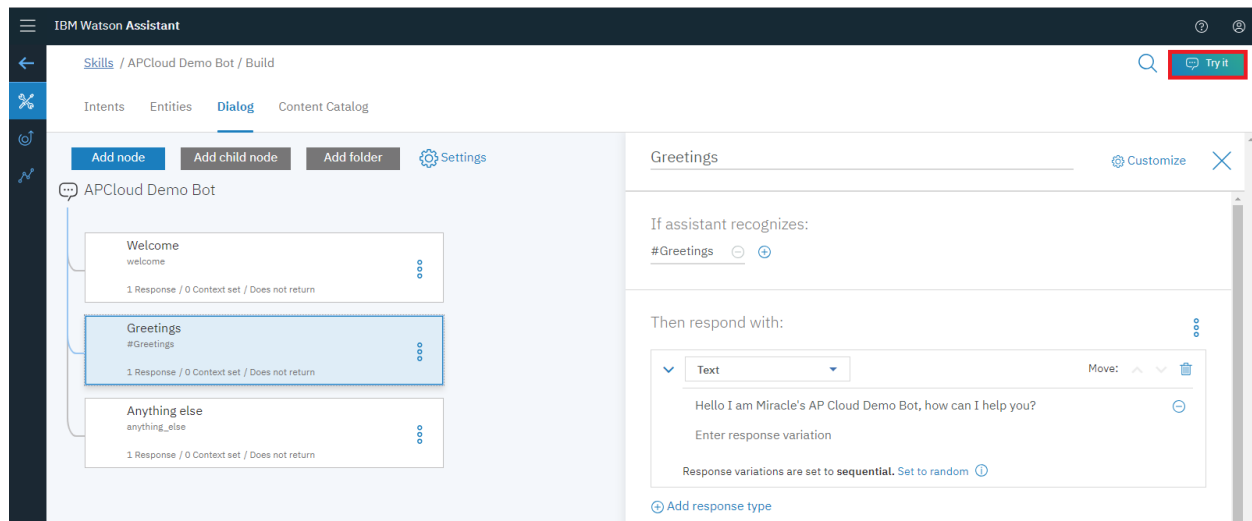 IBM Watson Assistant
Skills / APCloud Demo Bot / Build
Try it
Intents Entities Dialog Content Catalog
Add node Add child node Add folder Settings
APCloud Demo Bot
Welcome
welcome
1 Response / 0 Context set / Does not return
Greetings
#Greetings
1 Response / 0 Context set / Does not return
Anything else
anything_else
1 Response / 0 Context set / Does not return
Greetings
Customize
If assistant recognizes:
#Greetings
Then respond with:
Text
Move:
Hello I am Miracle's AP Cloud Demo Bot, how can I help you?
Enter response variation
Response variations are set to sequential. Set to random
Add response type